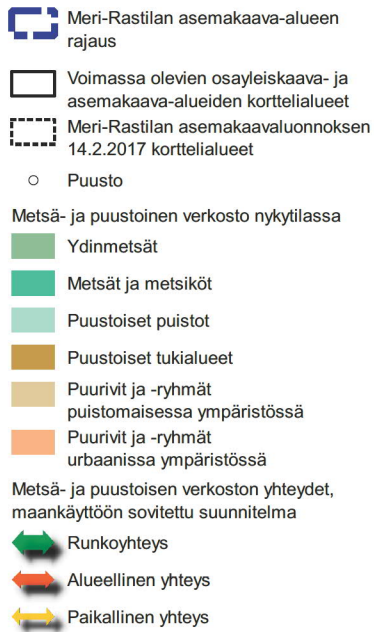 Meri-Rastilan asemakaava-alueen
rajaus
Voimassa olevien osayleiskaava- ja
asemakaava-alueiden korttelialueet
Meri-Rastilan asemakaavaluonnoksen
14.2.2017 korttelialueet
Puusto
Metsä- ja puustoinen verkosto nykytilassa
Ydinmetsät
Metsät ja metsiköt
Puustoiset puistot
Puustoiset tukialueet
Puurivit ja -ryhmät
puistomaisessa ympäristössä
Puurivit ja -ryhmät
urbaanissa ympäristössä
Metsä- ja puustoisen verkoston yhteydet,
maankäyttöön sovitettu suunnitelma
Runkoyhteys
Alueellinen yhteys
Paikallinen yhteys